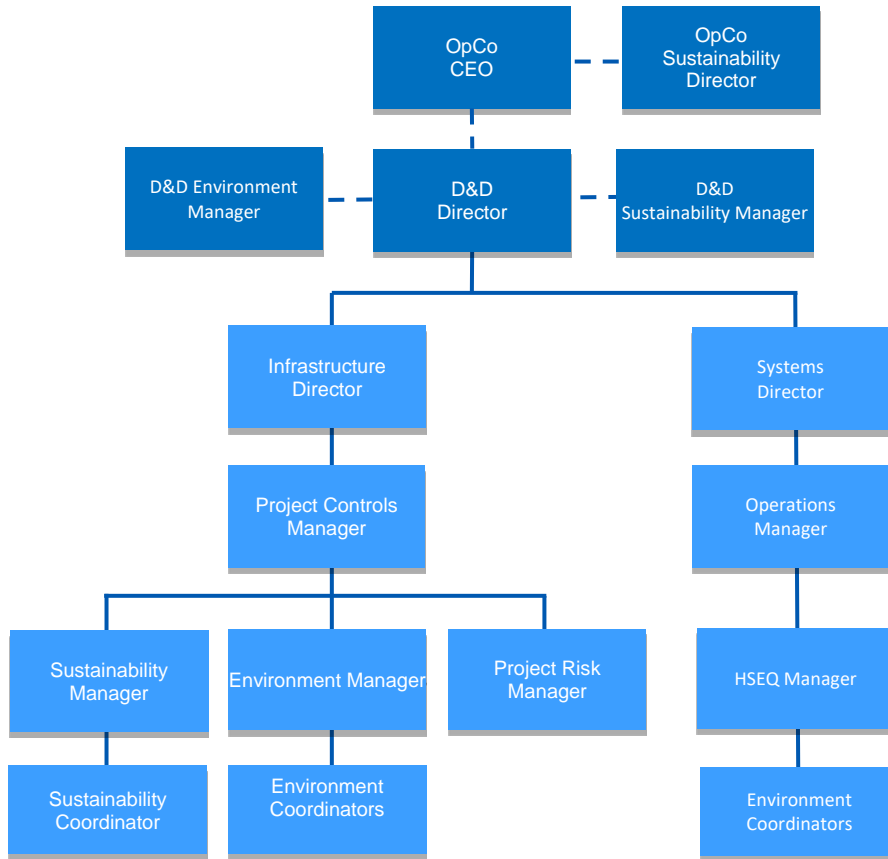 OpCo
CEO
OpCo
Sustainability
Director
D&D Environment
Manager
D&D
Director
D&D
Sustainability Manager
Infrastructure
Director
Systems
Director
Project Controls
Manager
Operations
Manager
Sustainability
Manager
Environment Manager
Project Risk
Manager
HSEQ Manager
Sustainability
Coordinator
Environment
Coordinators
Environment
Coordinators